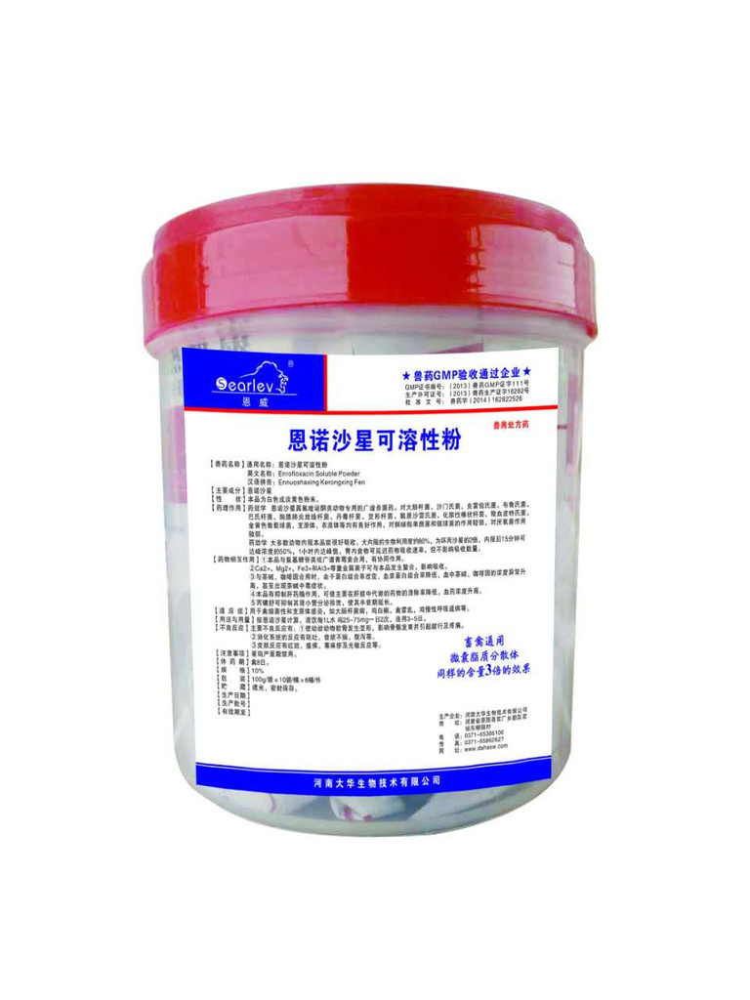 Searlev ®
恩威
★兽药GMP验收通过企业★
GMP证书编号：（2013）兽药GMP证字111号
生产许可证号：（2013）兽药生产证字16282号
批 准 文 号： 兽药字（2014）162822526
兽用处方药
恩诺沙星可溶性粉
【兽药名称】通用名称：恩诺沙星可溶性粉
英文名称：Enrofloxacin Soluble Powder
汉语拼音：Ennuoshaxing Kerongxing Fen
【主要成分】恩诺沙星
【性 状】本品为白色或淡黄色粉末。
【药理作用】药效学 恩诺沙星属氟喹诺酮类动物专用的广谱杀菌药。对大肠杆菌，沙门氏菌、克雷伯氏菌，布鲁氏菌、
巴氏杆菌、胸膜肺炎放线杆菌、丹毒杆菌、变形杆菌、黏质沙雷氏菌、化脓性棒状杆菌、败血波特氏菌、
金黄色葡萄球菌、支原体、衣原体等均有良好作用，对铜绿假单胞菌和链球菌的作用较弱，对厌氧菌作用
微弱。
药动学 大多数动物内服本品能很好吸收，犬内服的生物利用度约80%，为环丙沙星的2倍，内服后15分钟可
达峰浓度的50%，1小时内达峰值。胃内食物可延迟药物吸收速率，但不影响吸收数量；
【药物相互作用】①本品与氨基糖苷类或广谱青霉素合用，有协同作用。
②Ca2+、Mg2+、Fe3+和Al3+等重金属离子可与本品发生螯合，影响吸收。
③与茶碱、咖啡因合用时，由于蛋白结合率改变，血浆蛋白结合率降低，血中茶碱、咖啡因的浓度异常升
高，甚至出现茶碱中毒症状。
④本品有抑制肝药酶作用，可使主要在肝脏中代谢的药物的清除率降低，血药浓度升高。
⑤丙磺舒可抑制其肾小管分泌排泄，使其半衰期延长。
【适 应 症】用于禽细菌性和支原体感染，如大肠杆菌病，鸡白痢，禽霍乱，鸡慢性呼吸道病等。
【用法与用量】按恩诺沙星计算。混饮每1L水 鸡25~75mg一日2次，连用3~5日。
【不良反应】主要不良反应有：①使幼龄动物软骨发生变形，影响骨骼发育并引起跛行及疼痛。
②消化系统的反应有呕吐，食欲不振，腹泻等。
③皮肤反应有红斑，瘙痒，荨麻疹及光敏反应等。
【注意事项】蛋鸡产蛋期禁用。
【休 药 期】禽8日。
【规 格】10%
【包 装】100g/袋×10袋/桶×6桶/件
【贮 藏】遮光，密封保存。
【生产日期】
【生产批号】
【有效期至】
畜禽通用
微囊脂质分散体
同样的含量3倍的效果
生产企业：河南大华生物技术有限公司
电 话：0371-65386106
传 真：0371-65862627
网 址：www.dahaxw.com
河南大华生物技术有限公司